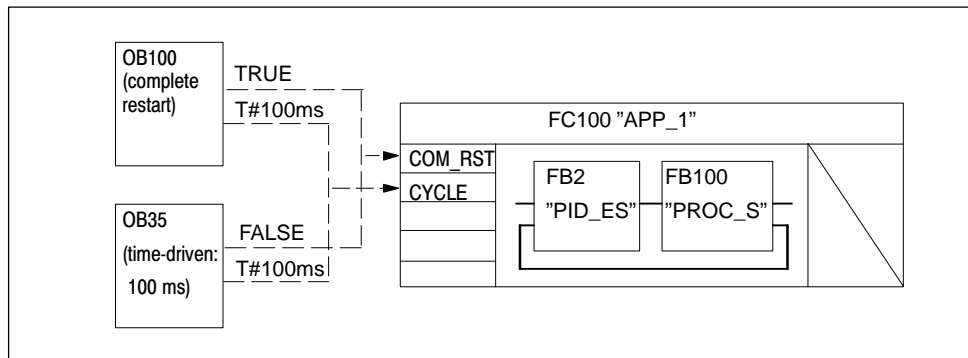 OB100
(complete
restart)
TRUE
T#100ms
OB35
(time-driven:
100 ms)
FALSE
T#100ms
FC100 ”APP_1”
COM_RST
CYCLE
FB2
”PID_ES”
FB100
”PROC_S”